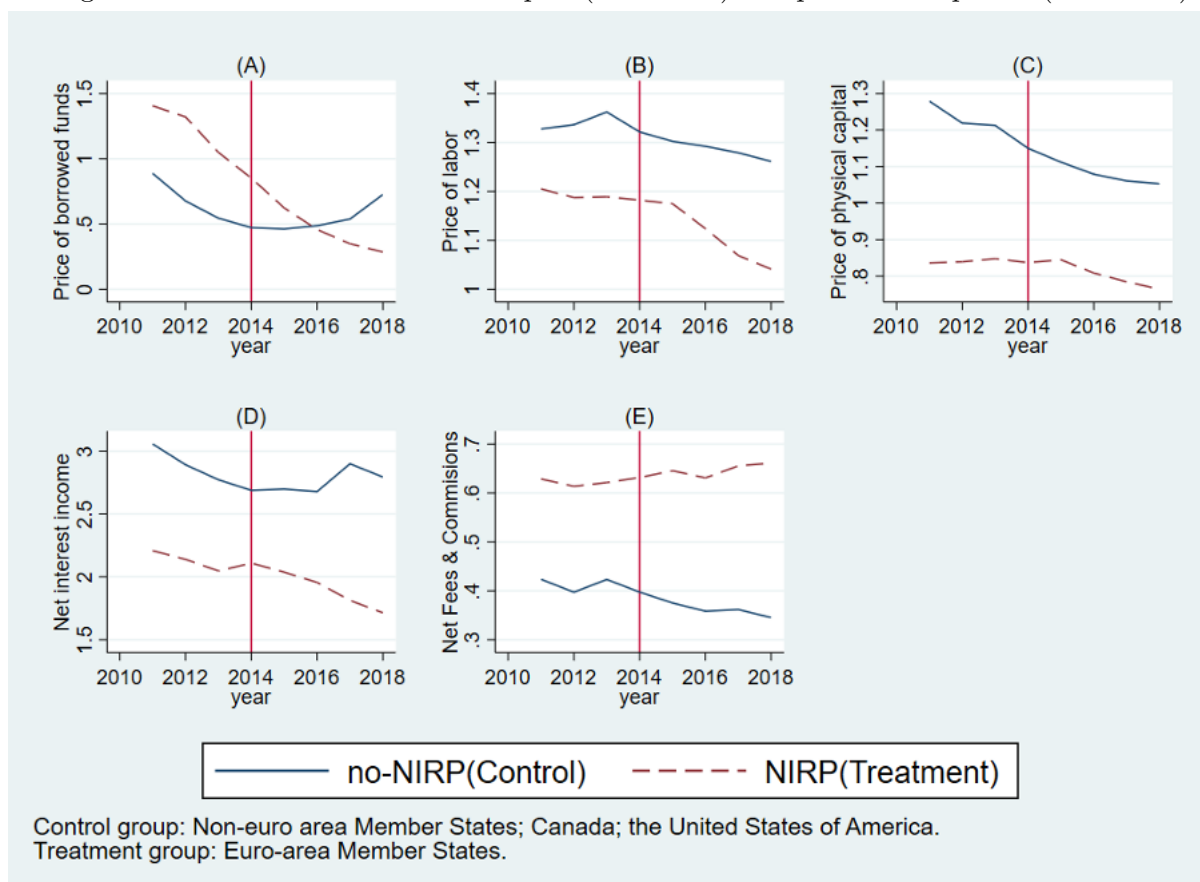 (A)
Price of borrowed funds
1.5
1
.5
0
2010 2012 2014 2016 2018
year
(B)
Price of labor
1.4
1.3
1.2
1.1
1
2010 2012 2014 2016 2018
year
(C)
Price of physical capital
1.3
1.2
1.1
1
.9
.8
2010 2012 2014 2016 2018
year
(D)
Net interest income
3
2.5
2
1.5
2010 2012 2014 2016 2018
year
(E)
Net Fees & Commisions
.7
.6
.5
.4
.3
2010 2012 2014 2016 2018
year
no-NIRP(Control)
NIRP(Treatment)
Control group: Non-euro area Member States; Canada; the United States of America.
Treatment group: Euro-area Member States.